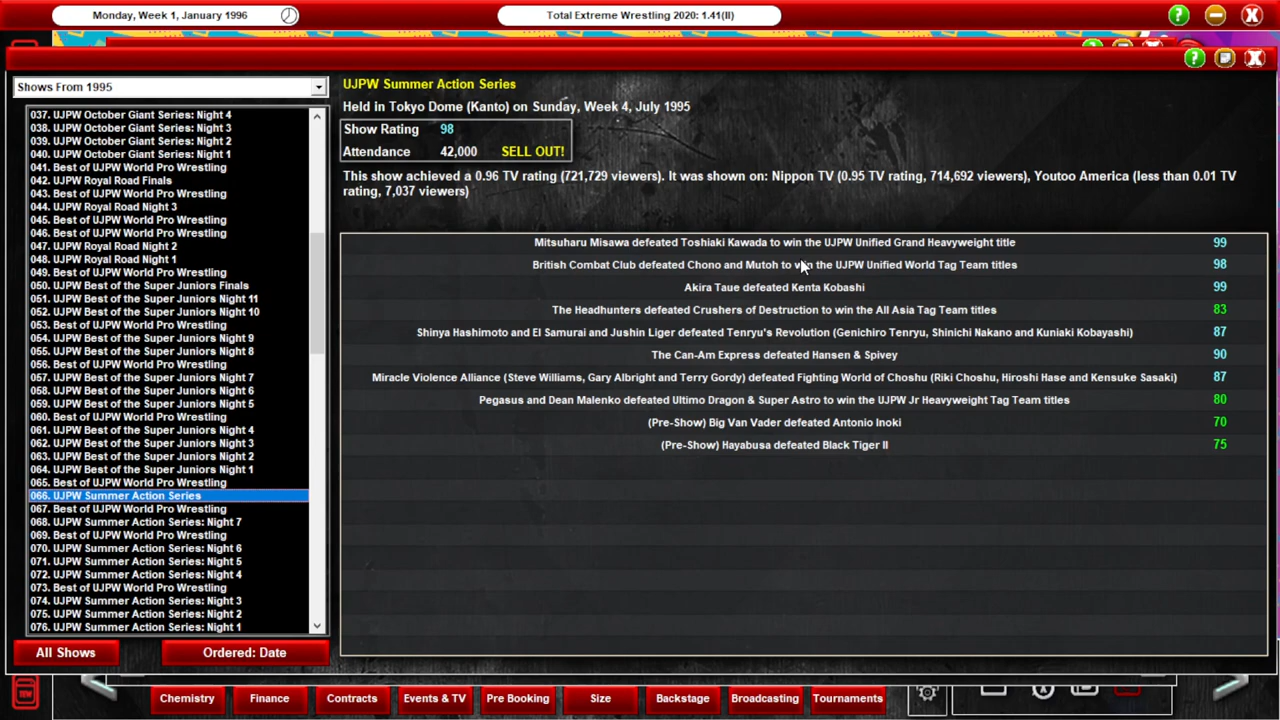 Monday, Week 1, January 1996
Total Extreme Wrestling 2020: 1.41(II)
Shows From 1995
037. UJPW October Giant Series: Night 4
038. UJPW October Giant Series: Night 3
039. UJPW October Giant Series: Night 2
040. UJPW October Giant Series: Night 1
041. Best of UJPW World Pro Wrestling
042. UJPW Royal Road Finals
043. Best of UJPW World Pro Wrestling
044. UJPW Royal Road Night 3
045. Best of UJPW World Pro Wrestling
046. Best of UJPW World Pro Wrestling
047. UJPW Royal Road Night 2
048. UJPW Royal Road Night 1
049. Best of UJPW World Pro Wrestling
050. UJPW Best of the Super Juniors Finals
051. UJPW Best of the Super Juniors Night 11
052. UJPW Best of the Super Juniors Night 10
053. Best of UJPW World Pro Wrestling
054. UJPW Best of the Super Juniors Night 9
055. UJPW Best of the Super Juniors Night 8
056. Best of UJPW World Pro Wrestling
057. UJPW Best of the Super Juniors Night 7
058. UJPW Best of the Super Juniors Night 6
059. UJPW Best of the Super Juniors Night 5
060. Best of UJPW World Pro Wrestling
061. UJPW Best of the Super Juniors Night 4
062. UJPW Best of the Super Juniors Night 3
063. UJPW Best of the Super Juniors Night 2
064. UJPW Best of the Super Juniors Night 1
065. Best of UJPW World Pro Wrestling
066. UJPW Summer Action Series
067. Best of UJPW World Pro Wrestling
068. UJPW Summer Action Series: Night 7
069. Best of UJPW World Pro Wrestling
070. UJPW Summer Action Series: Night 6
071. UJPW Summer Action Series: Night 5
072. UJPW Summer Action Series: Night 4
073. Best of UJPW World Pro Wrestling
074. UJPW Summer Action Series: Night 3
075. UJPW Summer Action Series: Night 2
076. UJPW Summer Action Series: Night 1
All Shows
Ordered: Date
UJPW Summer Action Series
Held in Tokyo Dome (Kanto) on Sunday, Week 4, July 1995
Show Rating 98
Attendance 42,000 SELL OUT!
This show achieved a 0.96 TV rating (721,729 viewers). It was shown on: Nippon TV (0.95 TV rating, 714,692 viewers), Youtoo America (less than 0.01 TV
rating, 7,037 viewers)
Mitsuharu Misawa defeated Toshiaki Kawada to win the UJPW Unified Grand Heavyweight title 99
British Combat Club defeated Chono and Mutoh to win the UJPW Unified World Tag Team titles 98
Akira Taue defeated Kenta Kobashi 99
The Headhunters defeated Crushers of Destruction to win the All Asia Tag Team titles 83
Shinya Hashimoto and El Samurai and Jushin Liger defeated Tenryu's Revolution (Genichiro Tenryu, Shinichi Nakano and Kuniaki Kobayashi) 87
The Can-Am Express defeated Hansen & Spivey 90
Miracle Violence Alliance (Steve Williams, Gary Albright and Terry Gordy) defeated Fighting World of Choshu (Riki Choshu, Hiroshi Hase and Kensuke Sasaki) 87
Pegasus and Dean Malenko defeated Ultimo Dragon & Super Astro to win the UJPW Jr Heavyweight Tag Team titles 80
(Pre-Show) Big Van Vader defeated Antonio Inoki 70
(Pre-Show) Hayabusa defeated Black Tiger II 75
Chemistry
Finance
Contracts
Events & TV
Pre Booking
Size
Backstage
Broadcasting
Tournaments